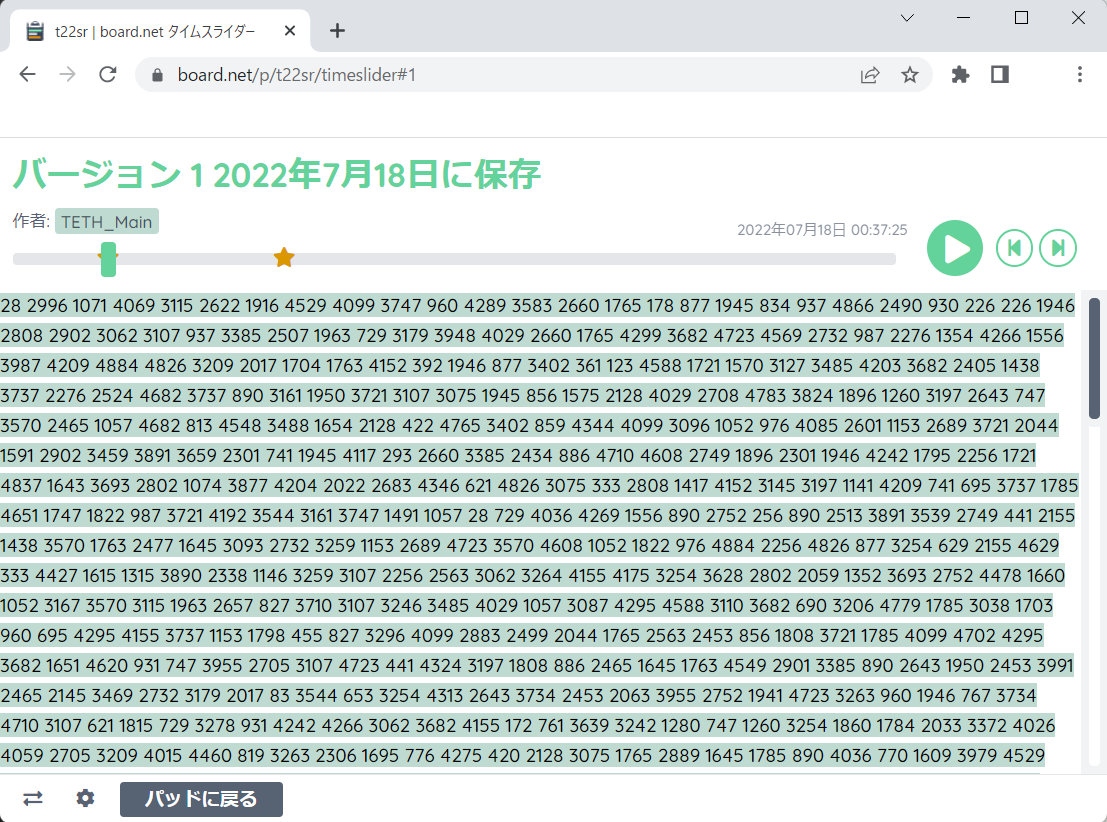 t22sr | board.net タイムスライダー
board.net/p/t22sr/timeslider#1
バージョン 1 2022年7月18日に保存
作者: TETH_Main
2022年07月18日 00:37:25
28 2996 1071 4069 3115 2622 1916 4529 4099 3747 960 4289 3583 2660 1765 178 877 1945 834 937 4866 2490 930 226 226 1946
2808 2902 3062 3107 937 3385 2507 1963 729 3179 3948 4029 2660 1765 4299 3682 4723 4569 2732 987 2276 1354 4266 1556
3987 4209 4884 4826 3209 2017 1704 1763 4152 392 1946 877 3402 361 123 4588 1721 1570 3127 3485 4203 3682 2405 1438
3737 2276 2524 4682 3737 890 3161 1950 3721 3107 3075 1945 856 1575 2128 4029 2708 4783 3824 1896 1260 3197 2643 747
3570 2465 1057 4682 813 4548 3488 1654 2128 422 4765 3402 859 4344 4099 3096 1052 976 4085 2601 1153 2689 3721 2044
1591 2902 3459 3891 3659 2301 741 1945 4117 293 2660 3385 2434 886 4710 4608 2749 1896 2301 1946 4242 1795 2256 1721
4837 1643 3693 2802 1074 3877 4204 2022 2683 4346 621 4826 3075 333 2808 1417 4152 3145 3197 1141 4209 741 695 3737 1785
4651 1747 1822 987 3721 4192 3544 3161 3747 1491 1057 28 729 4036 4269 1556 890 2752 256 890 2513 3891 3539 2749 441 2155
1438 3570 1763 2477 1645 3093 2732 3259 1153 2689 4723 3570 4608 1052 1822 976 4884 2256 4826 877 3254 629 2155 4629
333 4427 1615 1315 3890 2338 1146 3259 3107 2256 2563 3062 3264 4155 4175 3254 3628 2802 2059 1352 3693 2752 4478 1660
1052 3167 3570 3115 1963 2657 827 3710 3107 3246 3485 4029 1057 3087 4295 4588 3110 3682 690 3206 4779 1785 3038 1703
960 695 4295 4155 3737 1153 1798 455 827 3296 4099 2883 2499 2044 1765 2563 2453 856 1808 3721 1785 4099 4702 4295
3682 1651 4620 931 747 3955 2705 3107 4723 441 4324 3197 1808 886 2465 1645 1763 4549 2901 3385 890 2643 1950 2453 3991
2465 2145 3469 2732 3179 2017 83 3544 653 3254 4313 2643 3734 2453 2063 3955 2752 1941 4723 3263 960 1946 767 3734
4710 3107 621 1815 729 3278 931 4242 4266 3062 3682 4155 172 761 3639 3242 1280 747 1260 3254 1860 1784 2033 3372 4026
4059 2705 3209 4015 4460 819 3263 2306 1695 776 4275 420 2128 3075 1765 2889 1645 1785 890 4036 770 1609 3979 4529
パッドに戻る